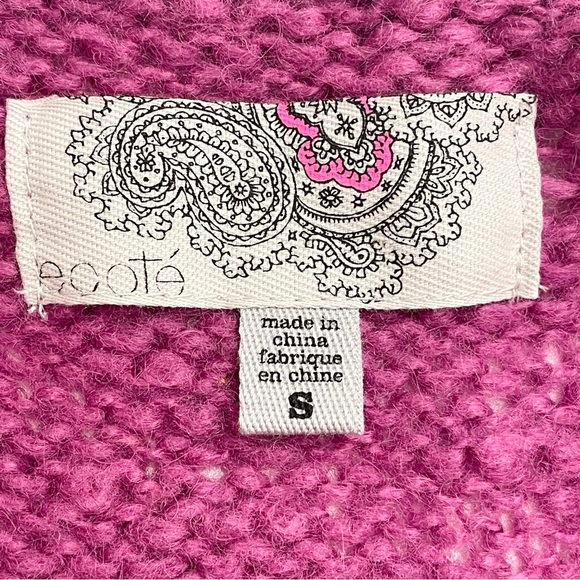 ecoté
made in
china
fabrique
en chine
S